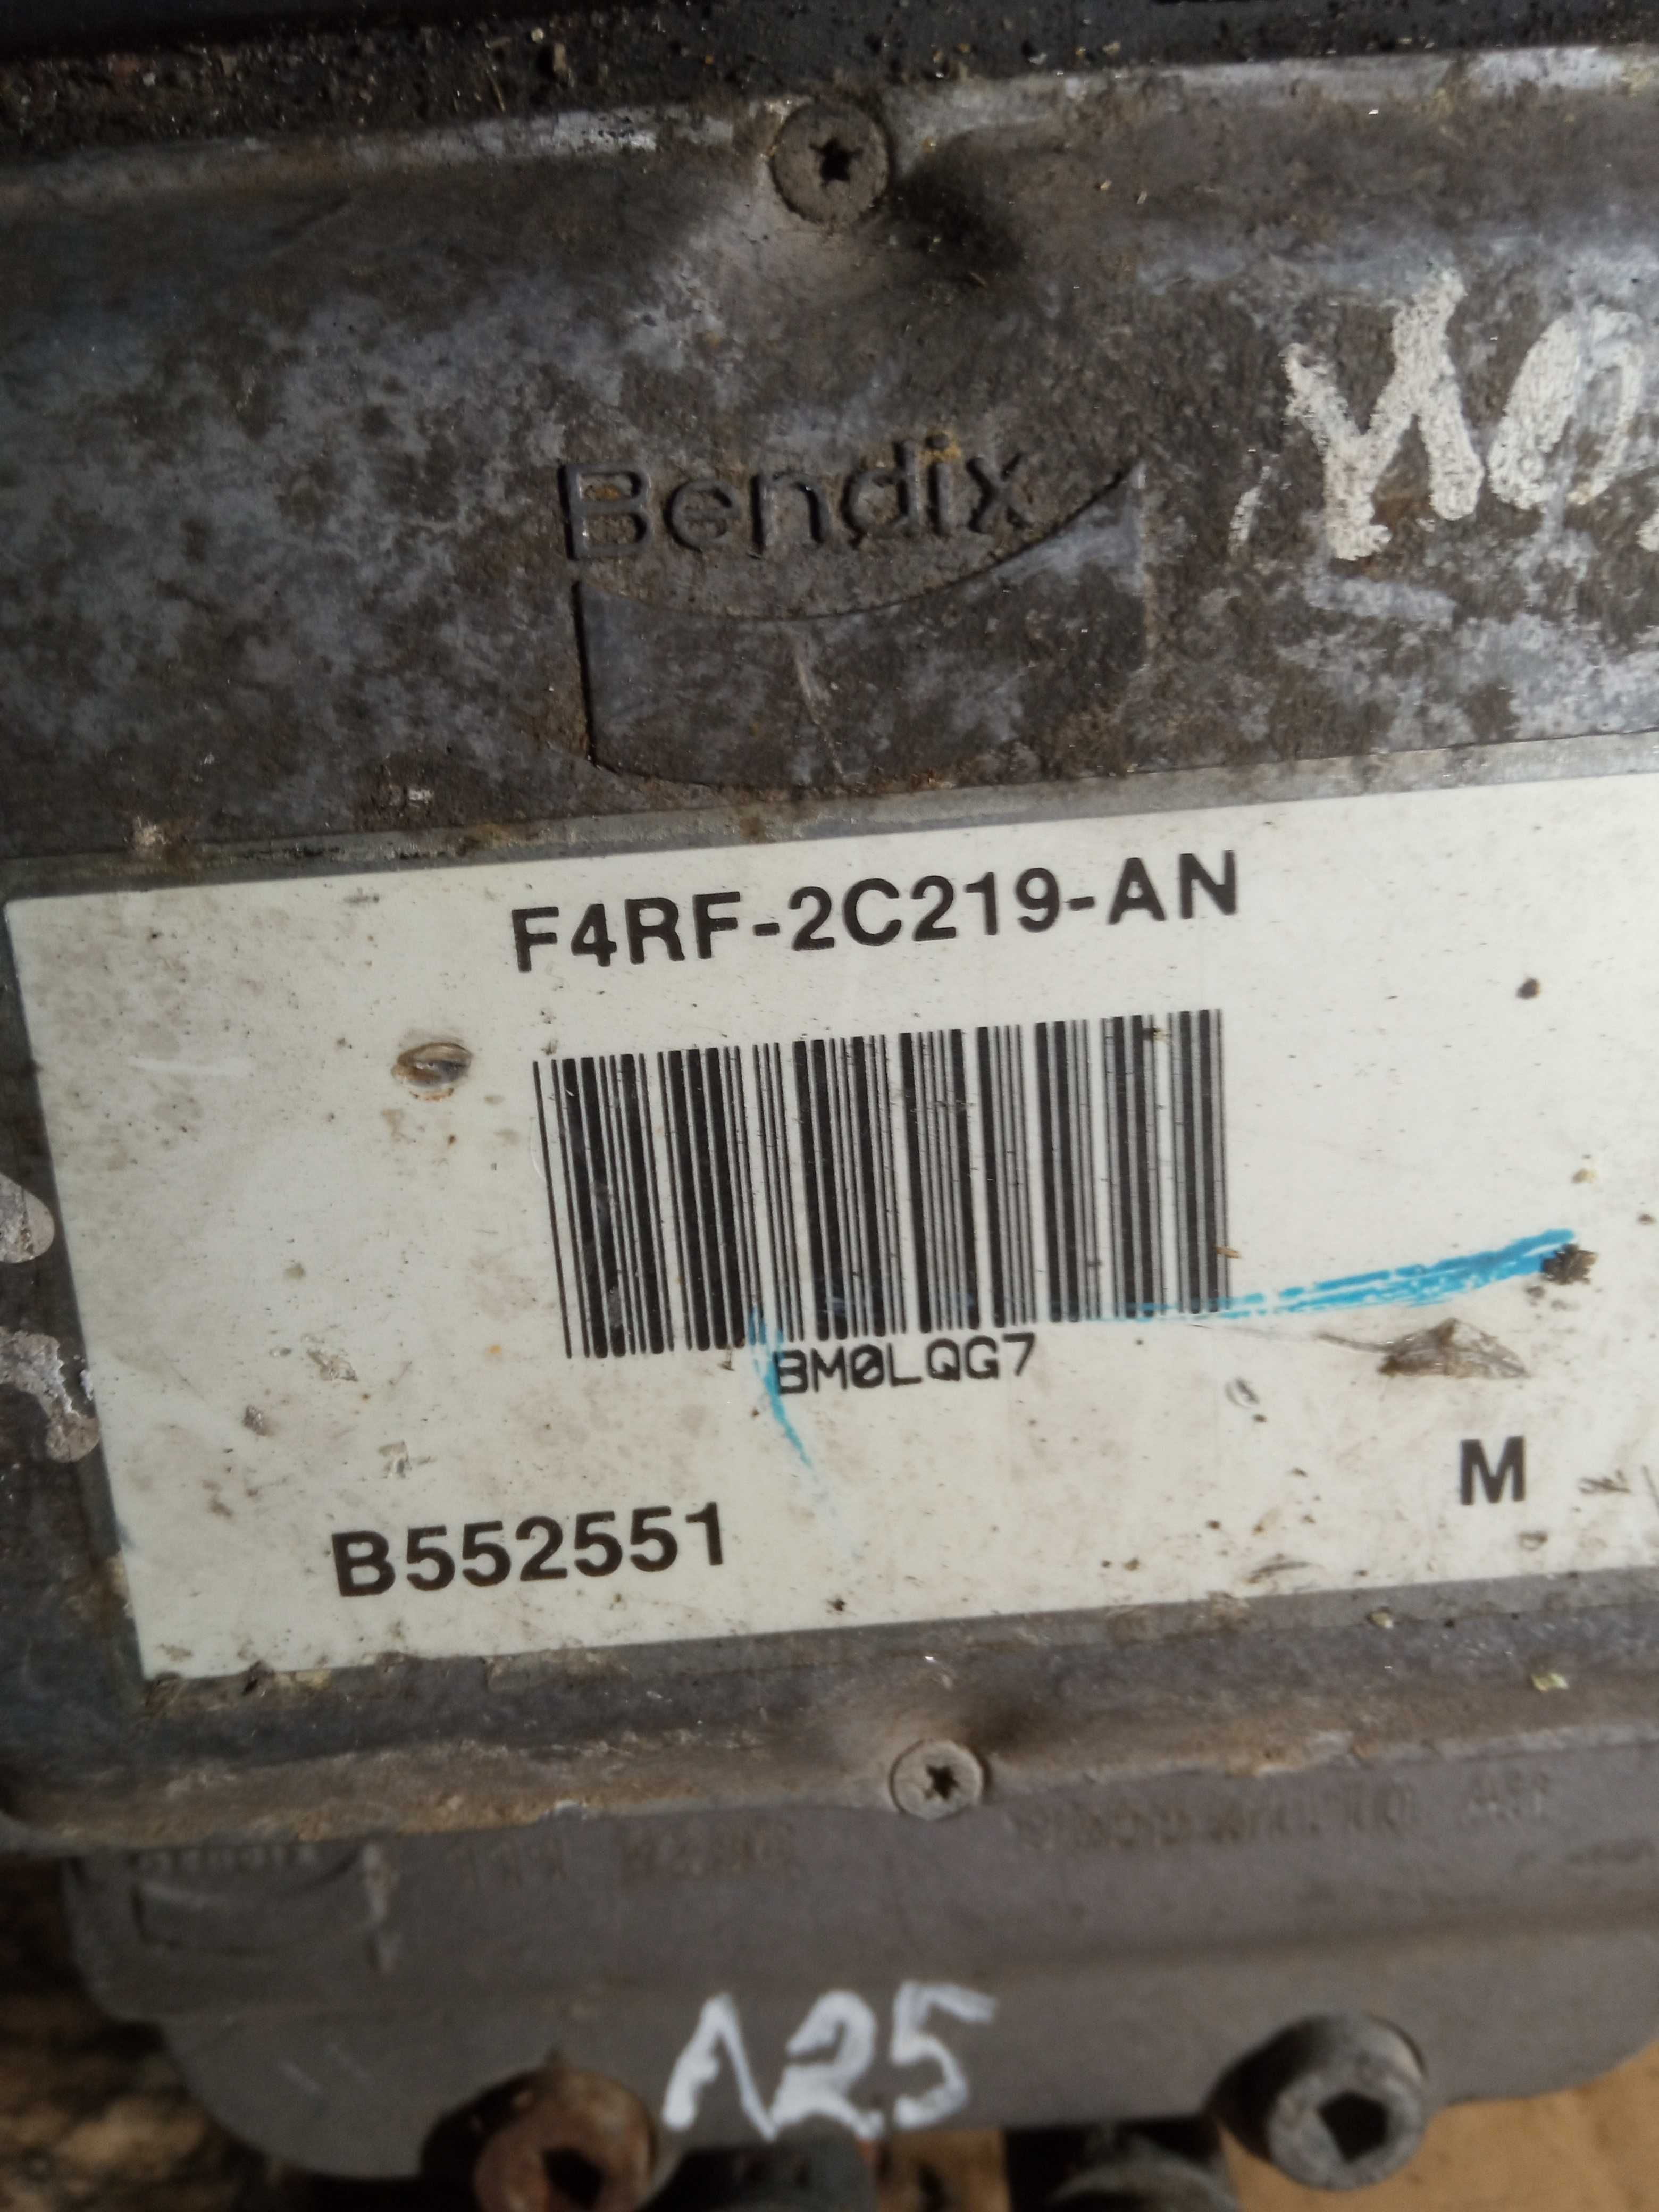 Bendix
F4RF-2C219-AN
BM0LQG7
M
B552551
A25